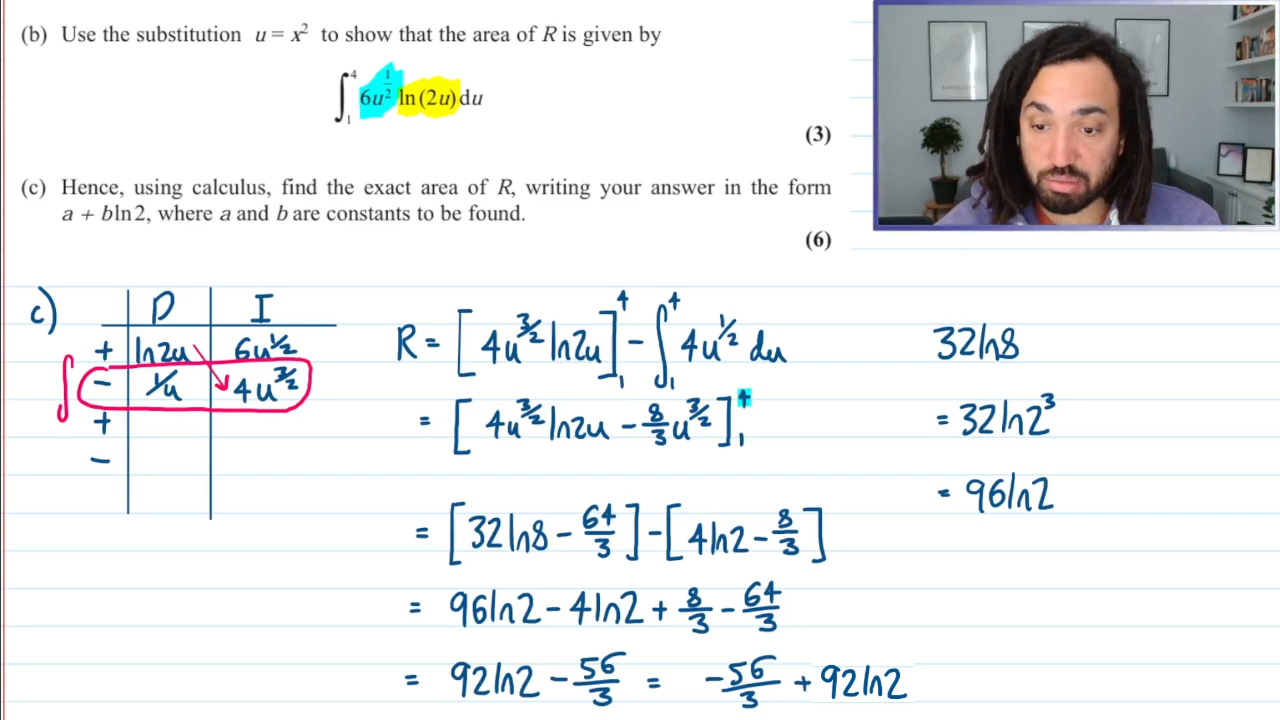 (b) Use the substitution u = x² to show that the area of R is given by
∫₁⁴ 6u^(1/2) ln(2u) du
(3)
(c) Hence, using calculus, find the exact area of R, writing your answer in the form
a + b ln 2, where a and b are constants to be found.
(6)
c)
D I
+ ln2u 6u^(1/2)
∫ − 1/u 4u^(3/2)
+
−
R = [4u^(3/2) ln2u]₁⁴ − ∫₁⁴ 4u^(1/2) du
= [4u^(3/2) ln2u − 8/3 u^(3/2)]₁⁴
= [32ln8 − 64/3] − [4ln2 − 8/3]
= 96ln2 − 4ln2 + 8/3 − 64/3
= 92ln2 − 56/3 = −56/3 + 92ln2
32ln8
= 32ln2³
= 96ln2